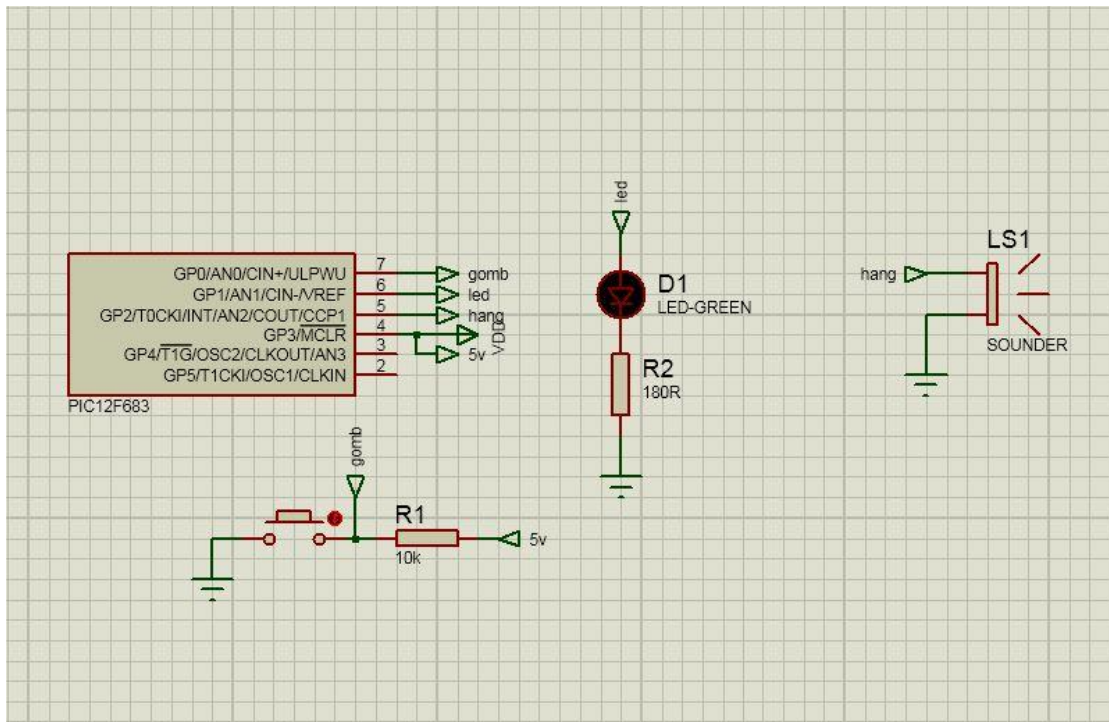 GP0/AN0/CIN+/ULPWU
7
gomb
GP1/AN1/CIN-/VREF
6
led
GP2/T0CKI/INT/AN2/COUT/CCP1
5
hang
GP3/MCLR
4
VDD
GP4/T1G/OSC2/CLKOUT/AN3
3
5v
GP5/T1CKI/OSC1/CLKIN
2
PIC12F683
led
D1
LED-GREEN
R2
180R
LS1
hang
SOUNDER
gomb
R1
10k
5v